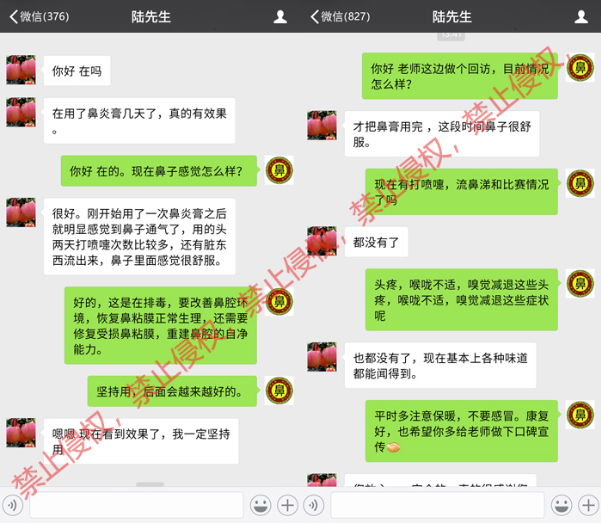 微信(376)
陆先生
你好 在吗
在用了鼻炎膏几天了，真的有效果
。
你好 在的。现在鼻子感觉怎么样?
鼻
很好。刚开始用了一次鼻炎膏之后
就明显感觉到鼻子通气了，用的头
两天打喷嚏次数比较多，还有脏东
西流出来，鼻子里面感觉很舒服。
好的，这是在排毒，要改善鼻腔环
境，恢复鼻粘膜正常生理，还需要
修复受损鼻粘膜，重建鼻腔的自净
能力。
鼻
坚持用，后面会越来越好的。
鼻
嗯嗯 现在看到效果了，我一定坚持
用
微信(827)
陆先生
你好 老师这边做个回访，目前情况
怎么样?
鼻
才把鼻膏用完 ，这段时间鼻子很舒
服。
现在有打喷嚏，流鼻涕和比赛情况
了吗
鼻
都没有了
头疼，喉咙不适，嗅觉减退这些头
疼，喉咙不适，嗅觉减退这些症状
呢
鼻
也都没有了，现在基本上各种味道
都能闻得到。
平时多注意保暖，不要感冒。康复
好，也希望你多给老师做下口碑宣
传
鼻
禁止侵权，禁止侵权，禁止侵权，禁止侵权，